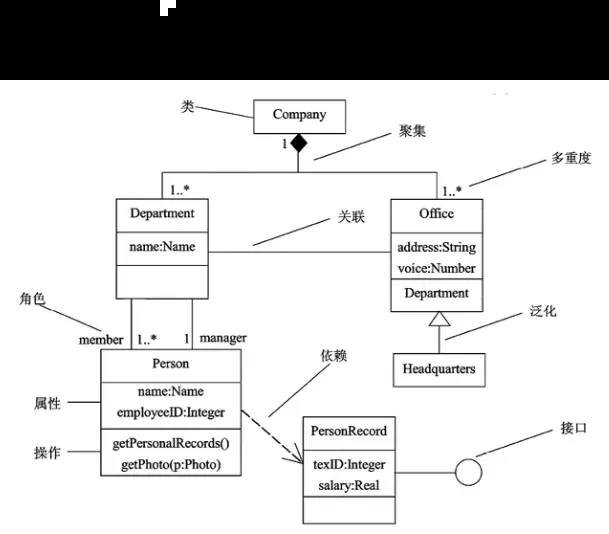 类
Company
1
聚集
多重度
1..*
1..*
Department
Office
关联
name:Name
address:String
voice:Number
Department
角色
泛化
member
1..*
1
manager
Person
依赖
Headquarters
属性
name:Name
employeeID:Integer
PersonRecord
接口
操作
getPersonalRecords()
getPhoto(p:Photo)
texID:Integer
salary:Real